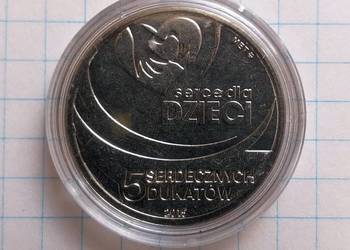 serce dla
DZIECI
5 SERDECZNYCH
DUKATÓW